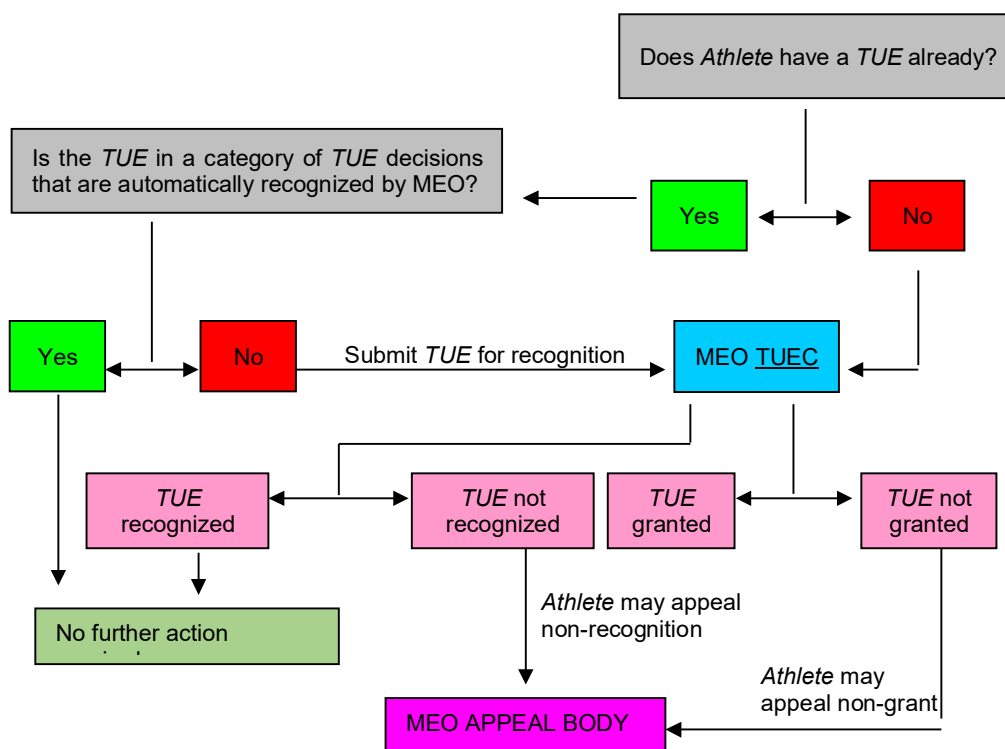 Does Athlete have a TUE already?
Is the TUE in a category of TUE decisions
that are automatically recognized by MEO?
Yes
No
Yes
No
Submit TUE for recognition
MEO TUEC
TUE
recognized
TUE not
recognized
TUE
granted
TUE not
granted
Athlete may appeal
non-recognition
No further action
Athlete may
appeal non-grant
MEO APPEAL BODY